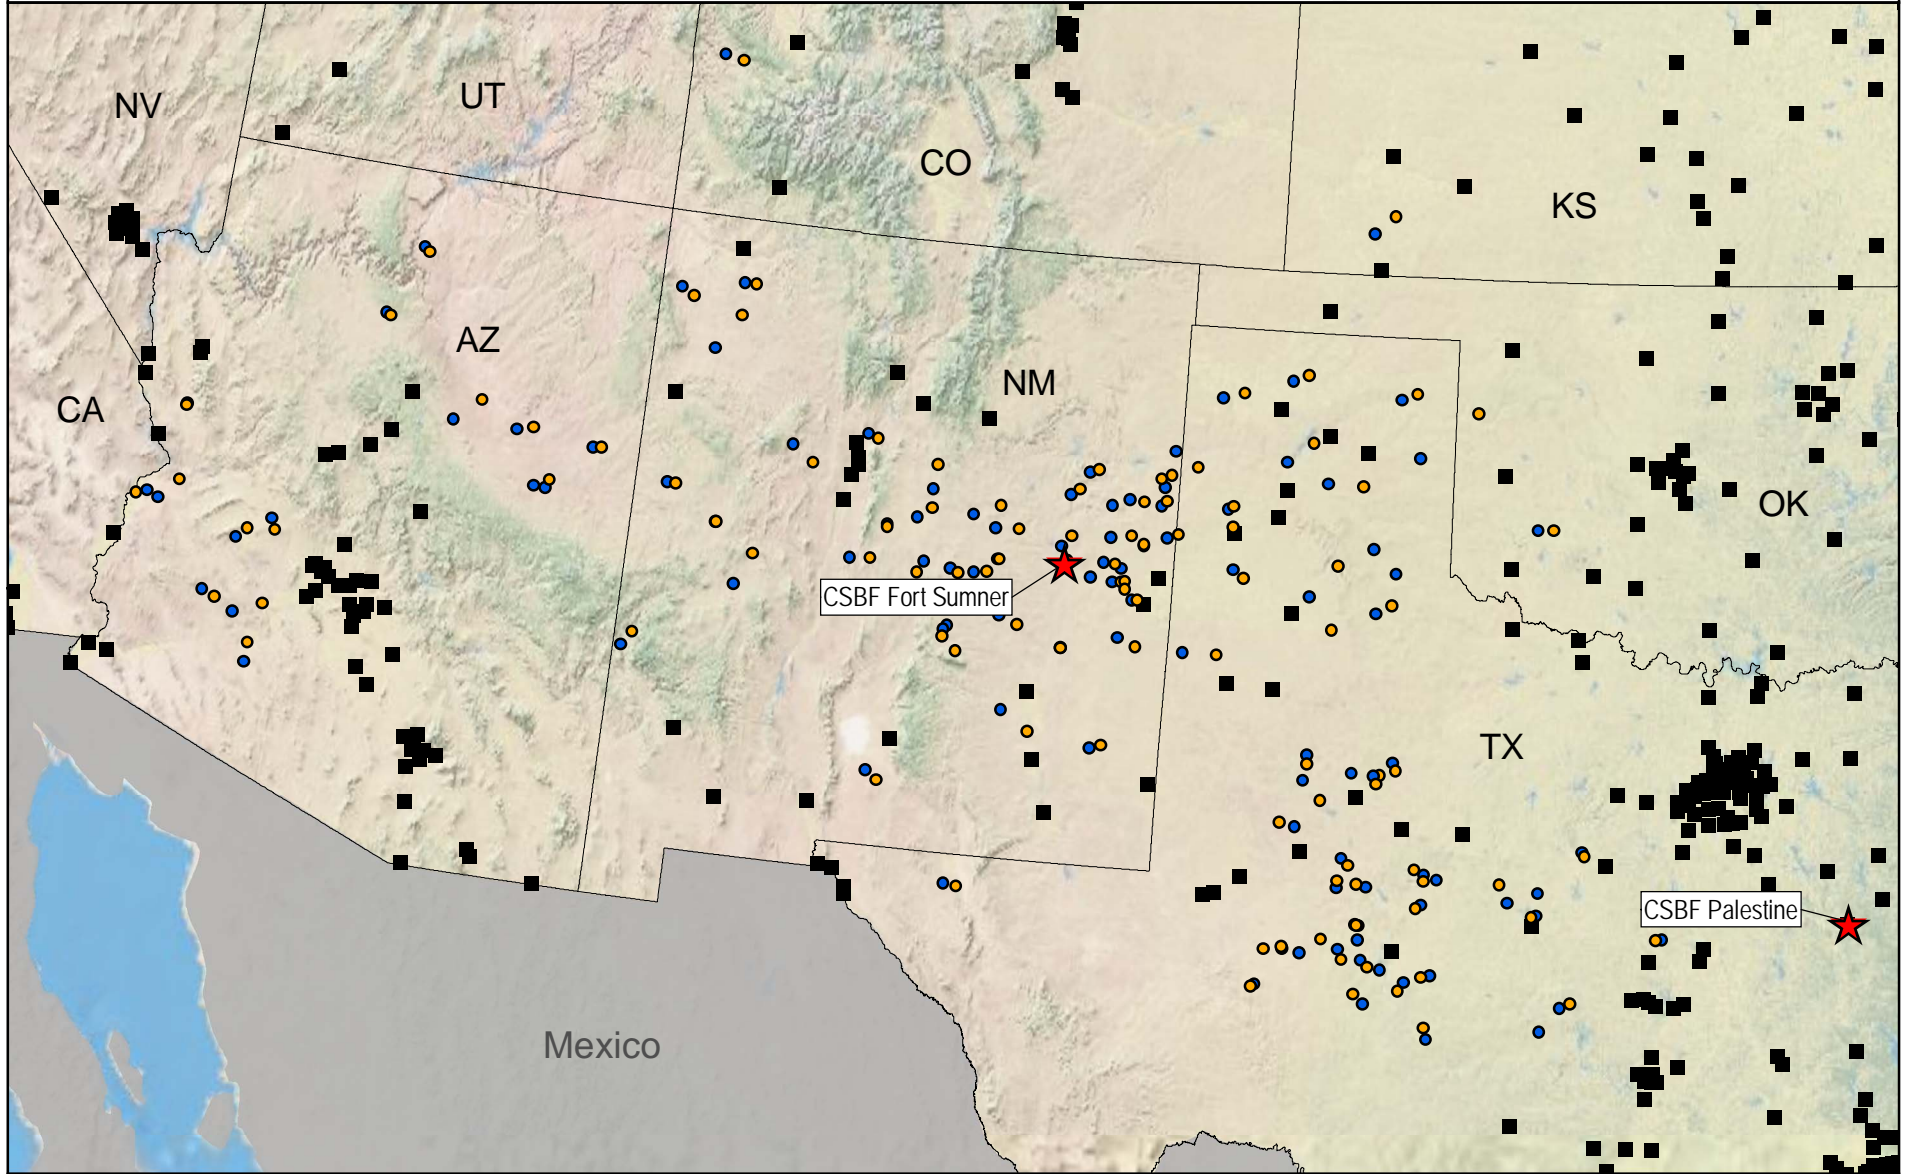 NV
UT
CO
KS
AZ
NM
CA
OK
CSBF Fort Sumner
TX
CSBF Palestine
Mexico